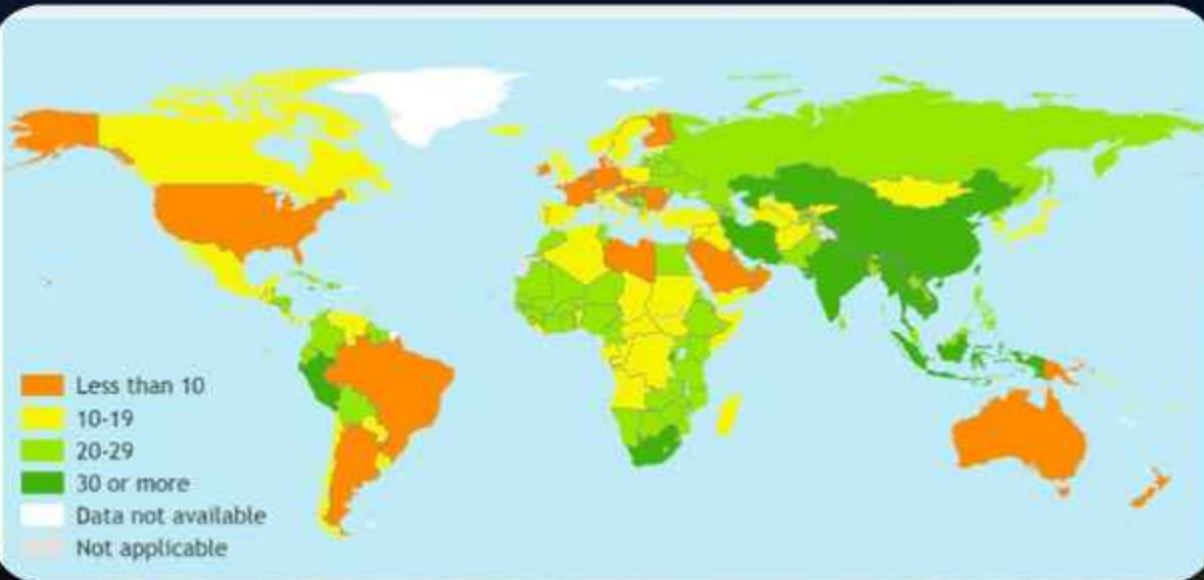 Less than 10
10-19
20-29
30 or more
Data not available
Not applicable